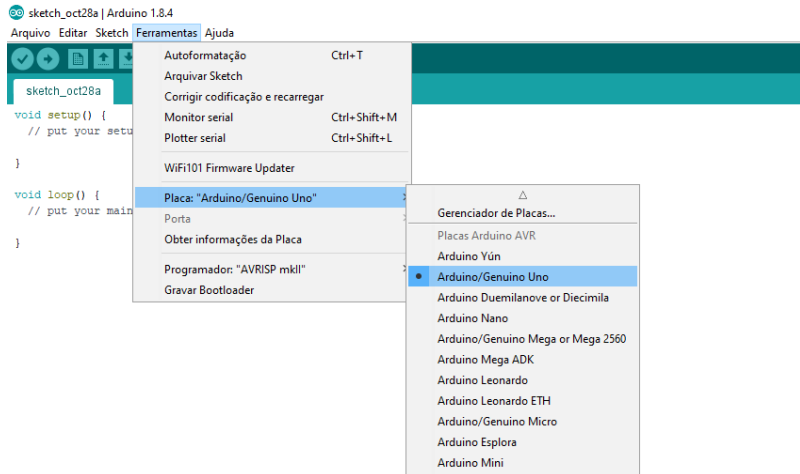 sketch_oct28a | Arduino 1.8.4
Arquivo Editar Sketch Ferramentas Ajuda
sketch_oct28a
void setup() {
// put your setu
}
void loop() {
// put your main
}
Autoformatação Ctrl+T
Arquivar Sketch
Corrigir codificação e recarregar
Monitor serial Ctrl+Shift+M
Plotter serial Ctrl+Shift+L
WiFi101 Firmware Updater
Placa: "Arduino/Genuino Uno"
Porta
Obter informações da Placa
Programador: "AVRISP mkII"
Gravar Bootloader
Gerenciador de Placas...
Placas Arduino AVR
Arduino Yún
Arduino/Genuino Uno
Arduino Duemilanove or Diecimila
Arduino Nano
Arduino/Genuino Mega or Mega 2560
Arduino Mega ADK
Arduino Leonardo
Arduino Leonardo ETH
Arduino/Genuino Micro
Arduino Esplora
Arduino Mini